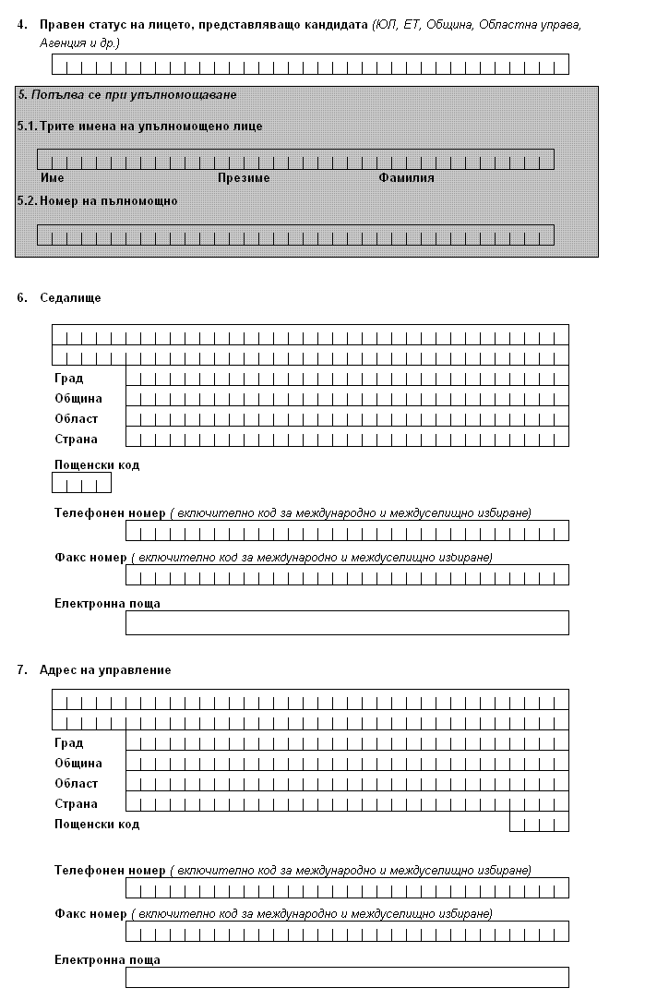 4. Правен статус на лицето, представляващо кандидата (ЮЛ, ЕТ, Община, Областна управа,
Агенция и др.)
5. Попълва се при упълномощаване
5.1. Трите имена на упълномощено лице
Име Презиме Фамилия
5.2. Номер на пълномощно
6. Седалище
Град
Община
Област
Страна
Пощенски код
Телефонен номер ( включително код за международно и междуселищно избиране)
Факс номер ( включително код за международно и междуселищно избиране)
Електронна поща
7. Адрес на управление
Град
Община
Област
Страна
Пощенски код
Телефонен номер ( включително код за международно и междуселищно избиране)
Факс номер ( включително код за международно и междуселищно избиране)
Електронна поща